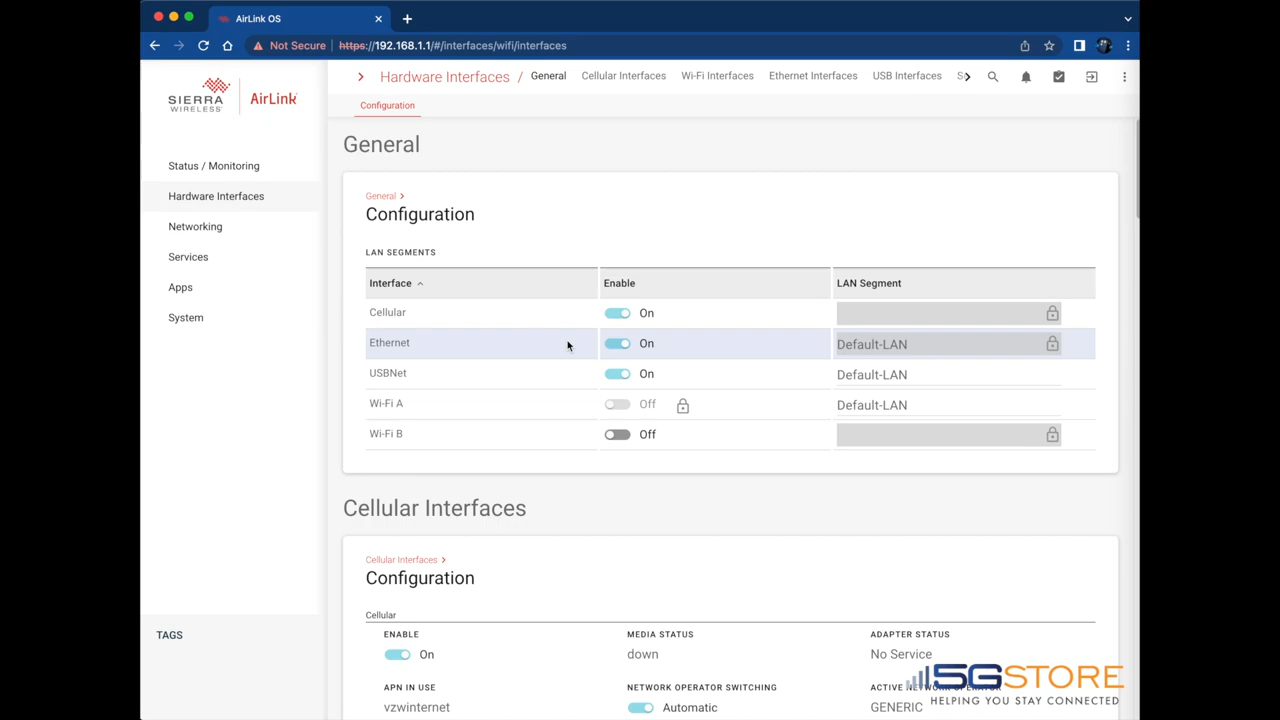 AirLink OS
Not Secure
https://192.168.1.1/#/interfaces/wifi/interfaces
SIERRA WIRELESS
AirLink
Hardware Interfaces / General Cellular Interfaces Wi-Fi Interfaces Ethernet Interfaces USB Interfaces
Configuration
Status / Monitoring
Hardware Interfaces
Networking
Services
Apps
System
TAGS
General
General
Configuration
LAN SEGMENTS
Interface Enable LAN Segment
Cellular On
Ethernet On Default-LAN
USBNet On Default-LAN
Wi-Fi A Off Default-LAN
Wi-Fi B Off
Cellular Interfaces
Cellular Interfaces
Configuration
Cellular
ENABLE MEDIA STATUS ADAPTER STATUS
On down No Service
APN IN USE NETWORK OPERATOR SWITCHING
vzwinternet Automatic GENERIC
5GSTORE
HELPING YOU STAY CONNECTED